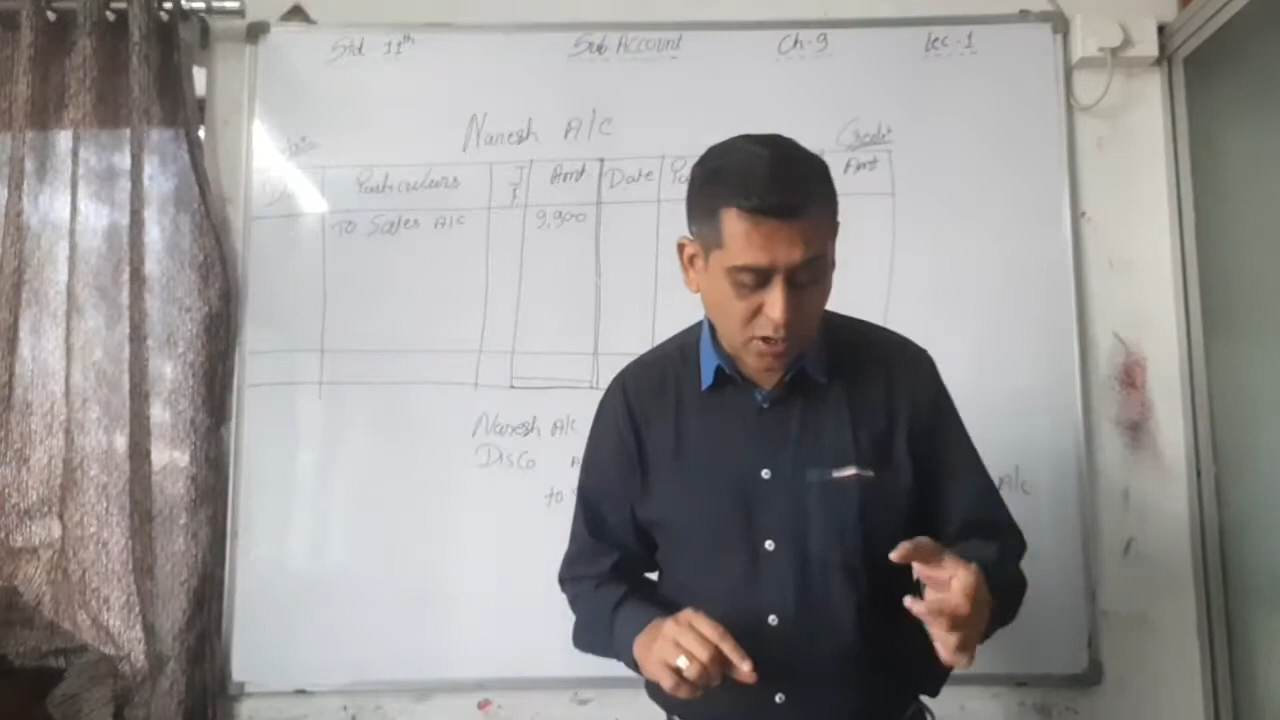 Std 11th Sub Account Ch-9 Lec-1
Naresh A/c
Credit
Particulars J F Amt Date Amt
To Sales A/c 9,900
Naresh A/c
Disco
to
A/c